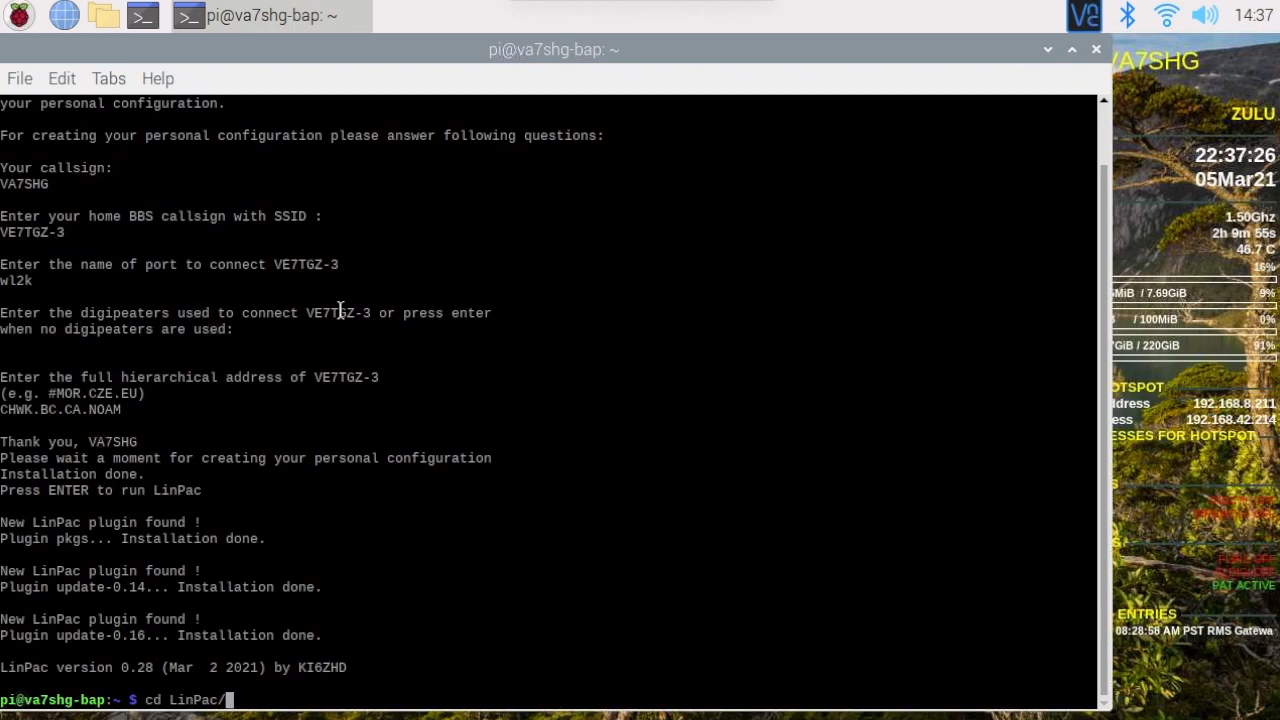 pi@va7shg-bap: ~
14:37
pi@va7shg-bap: ~
File Edit Tabs Help
your personal configuration.
For creating your personal configuration please answer following questions:
Your callsign:
VA7SHG
Enter your home BBS callsign with SSID :
VE7TGZ-3
Enter the name of port to connect VE7TGZ-3
wl2k
Enter the digipeaters used to connect VE7TGZ-3 or press enter
when no digipeaters are used:
Enter the full hierarchical address of VE7TGZ-3
(e.g. #MOR.CZE.EU)
CHWK.BC.CA.NOAM
Thank you, VA7SHG
Please wait a moment for creating your personal configuration
Installation done.
Press ENTER to run LinPac
New LinPac plugin found !
Plugin pkgs... Installation done.
New LinPac plugin found !
Plugin update-0.14... Installation done.
New LinPac plugin found !
Plugin update-0.16... Installation done.
LinPac version 0.28 (Mar  2 2021) by KI6ZHD
pi@va7shg-bap:~ $ cd LinPac/
VA7SHG
ZULU
22:37:26
05Mar21
1.50Ghz
2h 9m 55s
46.7 C
16%
MiB / 7.69GiB 9%
/ 100MiB 0%
GiB / 220GiB 91%
OTSPOT
ddress 192.168.8.211
ess 192.168.42.214
ESSES FOR HOTSPOT
PAT ACTIVE
ENTRIES
08:28:58 AM PST RMS Gatewa